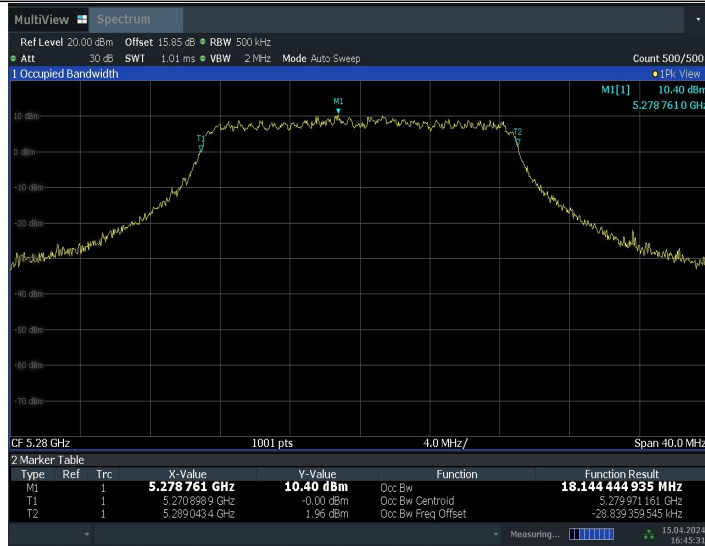 MultiView Spectrum
Ref Level 20.00 dBm Offset 15.85 dB RBW 500 kHz
Att 30 dB SWT 1.01 ms VBW 2 MHz Mode Auto Sweep Count 500/500
1 Occupied Bandwidth 1Pk View
M1[1] 10.40 dBm
5.278 761 0 GHz
M1
10 dBm
T1
T2
0 dBm
-10 dBm
-20 dBm
-30 dBm
-40 dBm
-50 dBm
-60 dBm
-70 dBm
CF 5.28 GHz 1001 pts 4.0 MHz/ Span 40.0 MHz
2 Marker Table
Type Ref Trc X-Value Y-Value Function Function Result
M1 1 5.278 761 GHz 10.40 dBm Occ Bw 18.144 444 935 MHz
T1 1 5.270 898 9 GHz -0.00 dBm Occ Bw Centroid 5.279 971 161 GHz
T2 1 5.289 043 4 GHz 1.96 dBm Occ Bw Freq Offset -28.839 359 545 kHz
Measuring... 15.04.2024
16:45:31